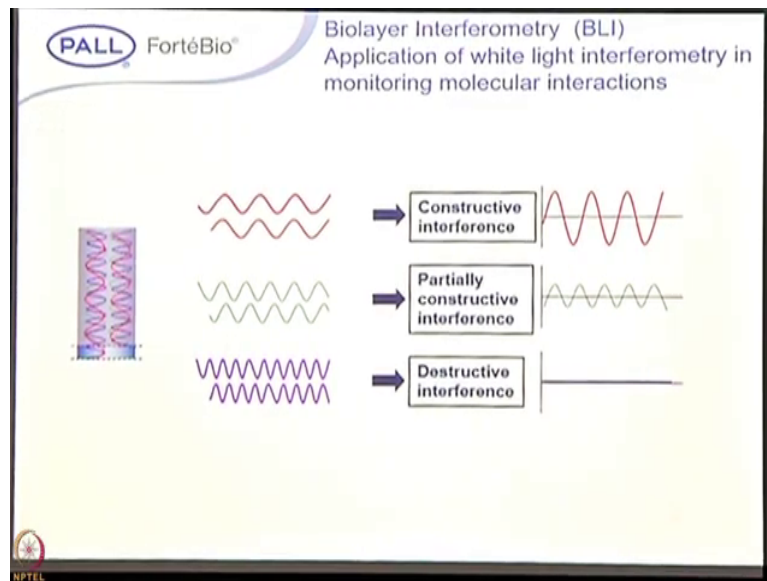 PALL FortéBio®
Biolayer Interferometry (BLI)
Application of white light interferometry in
monitoring molecular interactions
Constructive
interference
Partially
constructive
interference
Destructive
interference
NPTEL